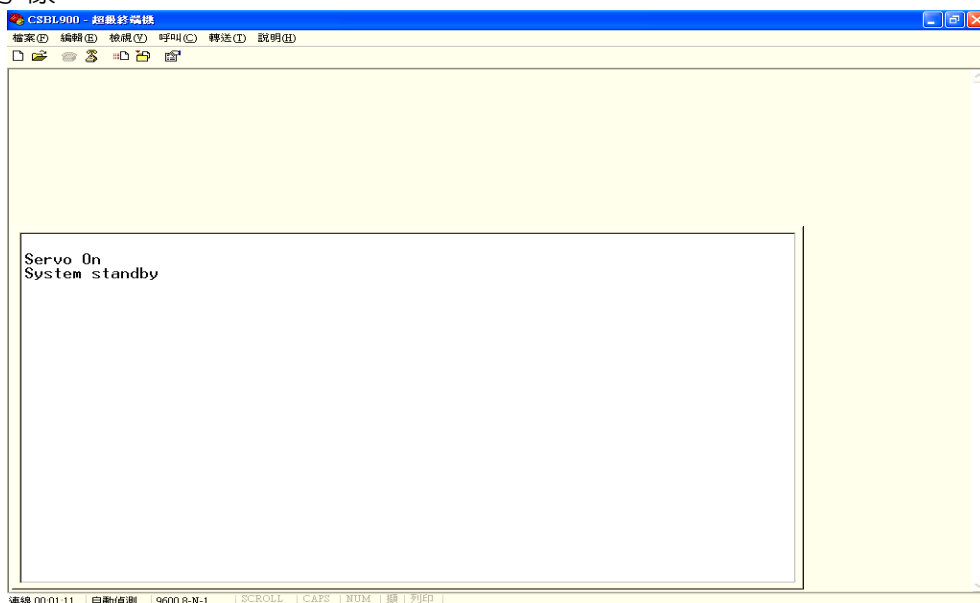 樣
CSBL900 - 超級終端機
檔案(F) 編輯(E) 檢視(V) 呼叫(C) 轉送(T) 說明(H)
Servo On
System standby
連線 00:01:11 自動偵測 9600 8-N-1 SCROLL CAPS NUM 擷 列印